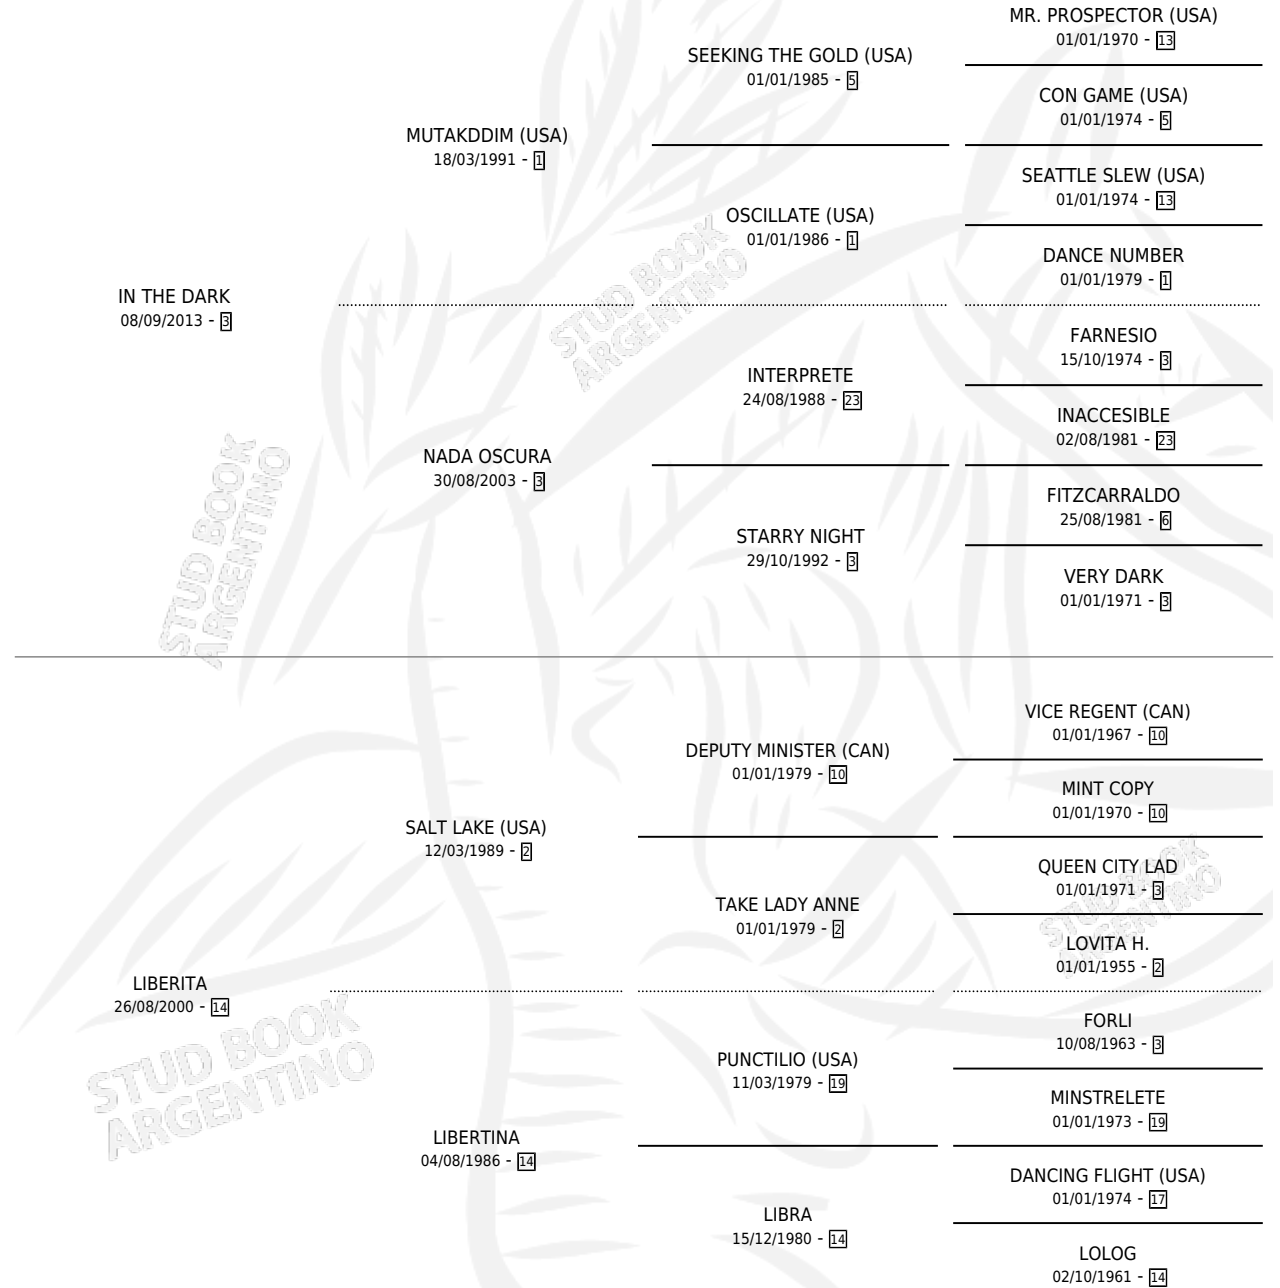 MR. PROSPECTOR (USA)
01/01/1970 - 13
SEEKING THE GOLD (USA)
01/01/1985 - 5
CON GAME (USA)
01/01/1974 - 5
MUTAKDDIM (USA)
18/03/1991 - 1
SEATTLE SLEW (USA)
01/01/1974 - 13
OSCILLATE (USA)
01/01/1986 - 1
DANCE NUMBER
01/01/1979 - 1
IN THE DARK
08/09/2013 - 3
FARNESIO
15/10/1974 - 3
INTERPRETE
24/08/1988 - 23
INACCESIBLE
02/08/1981 - 23
NADA OSCURA
30/08/2003 - 3
FITZCARRALDO
25/08/1981 - 6
STARRY NIGHT
29/10/1992 - 3
VERY DARK
01/01/1971 - 3
VICE REGENT (CAN)
01/01/1967 - 10
DEPUTY MINISTER (CAN)
01/01/1979 - 10
MINT COPY
01/01/1970 - 10
SALT LAKE (USA)
12/03/1989 - 2
QUEEN CITY LAD
01/01/1971 - 3
TAKE LADY ANNE
01/01/1979 - 2
LOVITA H.
01/01/1955 - 2
LIBERITA
26/08/2000 - 14
FORLI
10/08/1963 - 3
PUNCTILIO (USA)
11/03/1979 - 19
MINSTRELETE
01/01/1973 - 19
LIBERTINA
04/08/1986 - 14
DANCING FLIGHT (USA)
01/01/1974 - 17
LIBRA
15/12/1980 - 14
LOLOG
02/10/1961 - 14
STUD BOOK
ARGENTINO
STUD BOOK
ARGENTINO
STUD BOOK
ARGENTINO
STUD BOOK
ARGENTINO